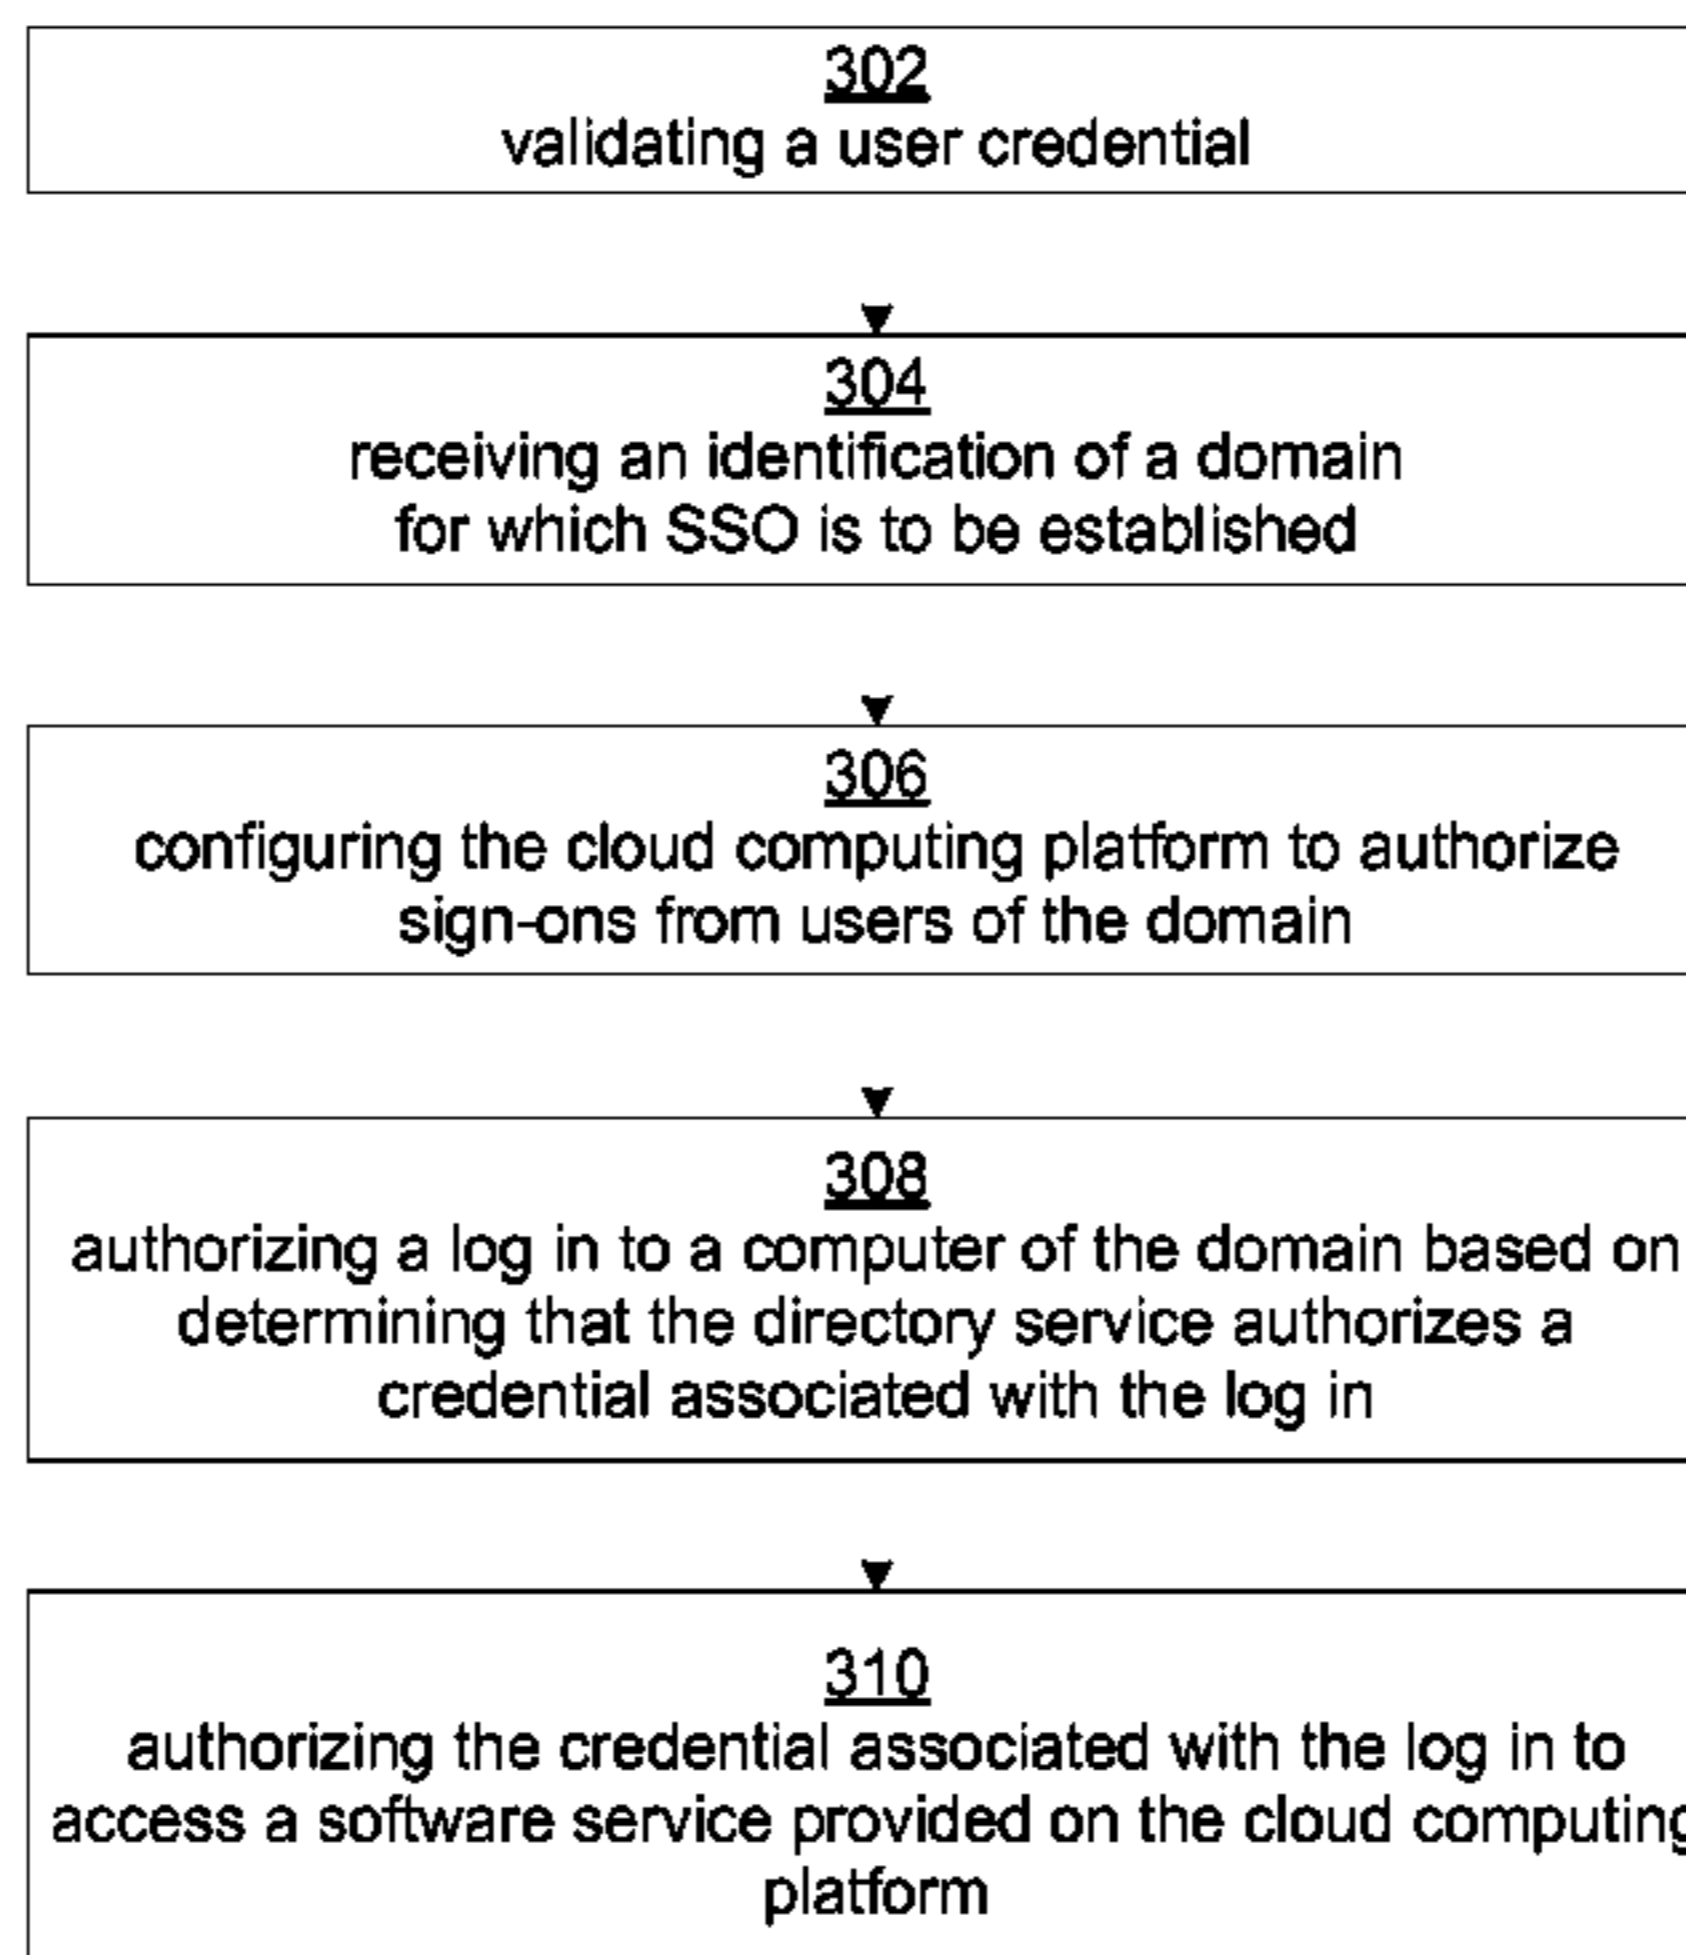 302
validating a user credential
304
receiving an identification of a domain
for which SSO is to be established
306
configuring the cloud computing platform to authorize
sign-ons from users of the domain
308
authorizing a log in to a computer of the domain based on
determining that the directory service authorizes a
credential associated with the log in
310
authorizing the credential associated with the log in to
access a software service provided on the cloud computing
platform